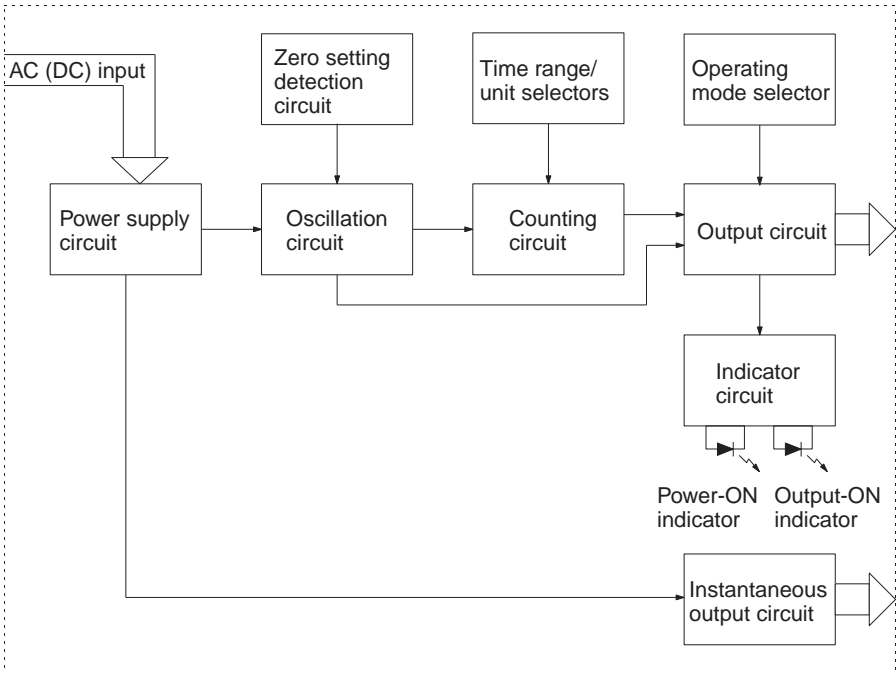 AC (DC) input
Zero setting
detection
circuit
Time range/
unit selectors
Operating
mode selector
Power supply
circuit
Oscillation
circuit
Counting
circuit
Output circuit
Indicator
circuit
Power-ON
indicator
Output-ON
indicator
Instantaneous
output circuit